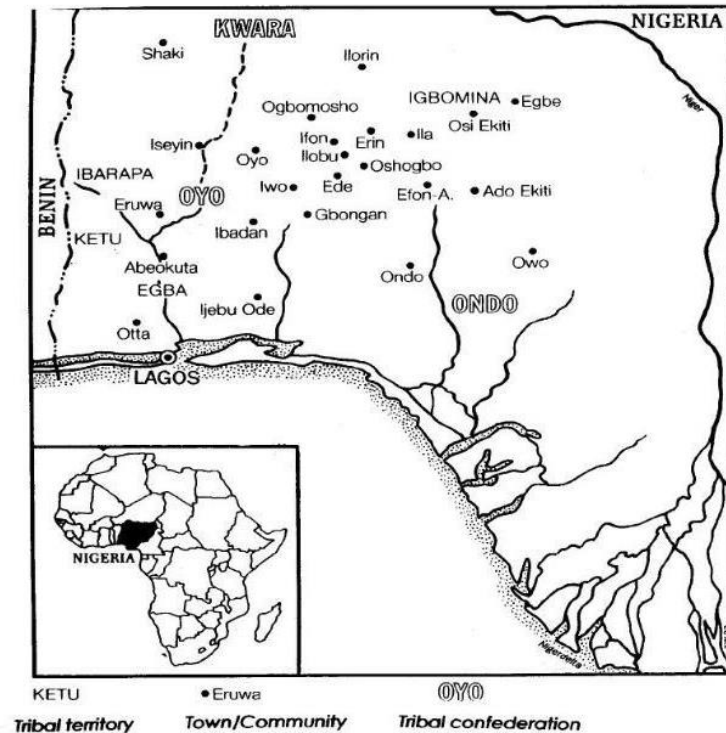 NIGERIA
KWARA
Shaki
Ilorin
Niger
Ogbomosho
IGBOMINA
Egbe
Osi Ekiti
Iseyin
Ifon
Erin
Ila
Oyo
Ilobu
Oshogbo
IBARAPA
OYO
Iwo
Ede
Efon-A.
Ado Ekiti
Eruwa
Gbongan
BENIN
KETU
Ibadan
Abeokuta
Ondo
Owo
EGBA
Ijebu Ode
ONDO
Otta
LAGOS
NIGERIA
Nigerdelta
KETU
Eruwa
OYO
Tribal territory
Town/Community
Tribal confederation